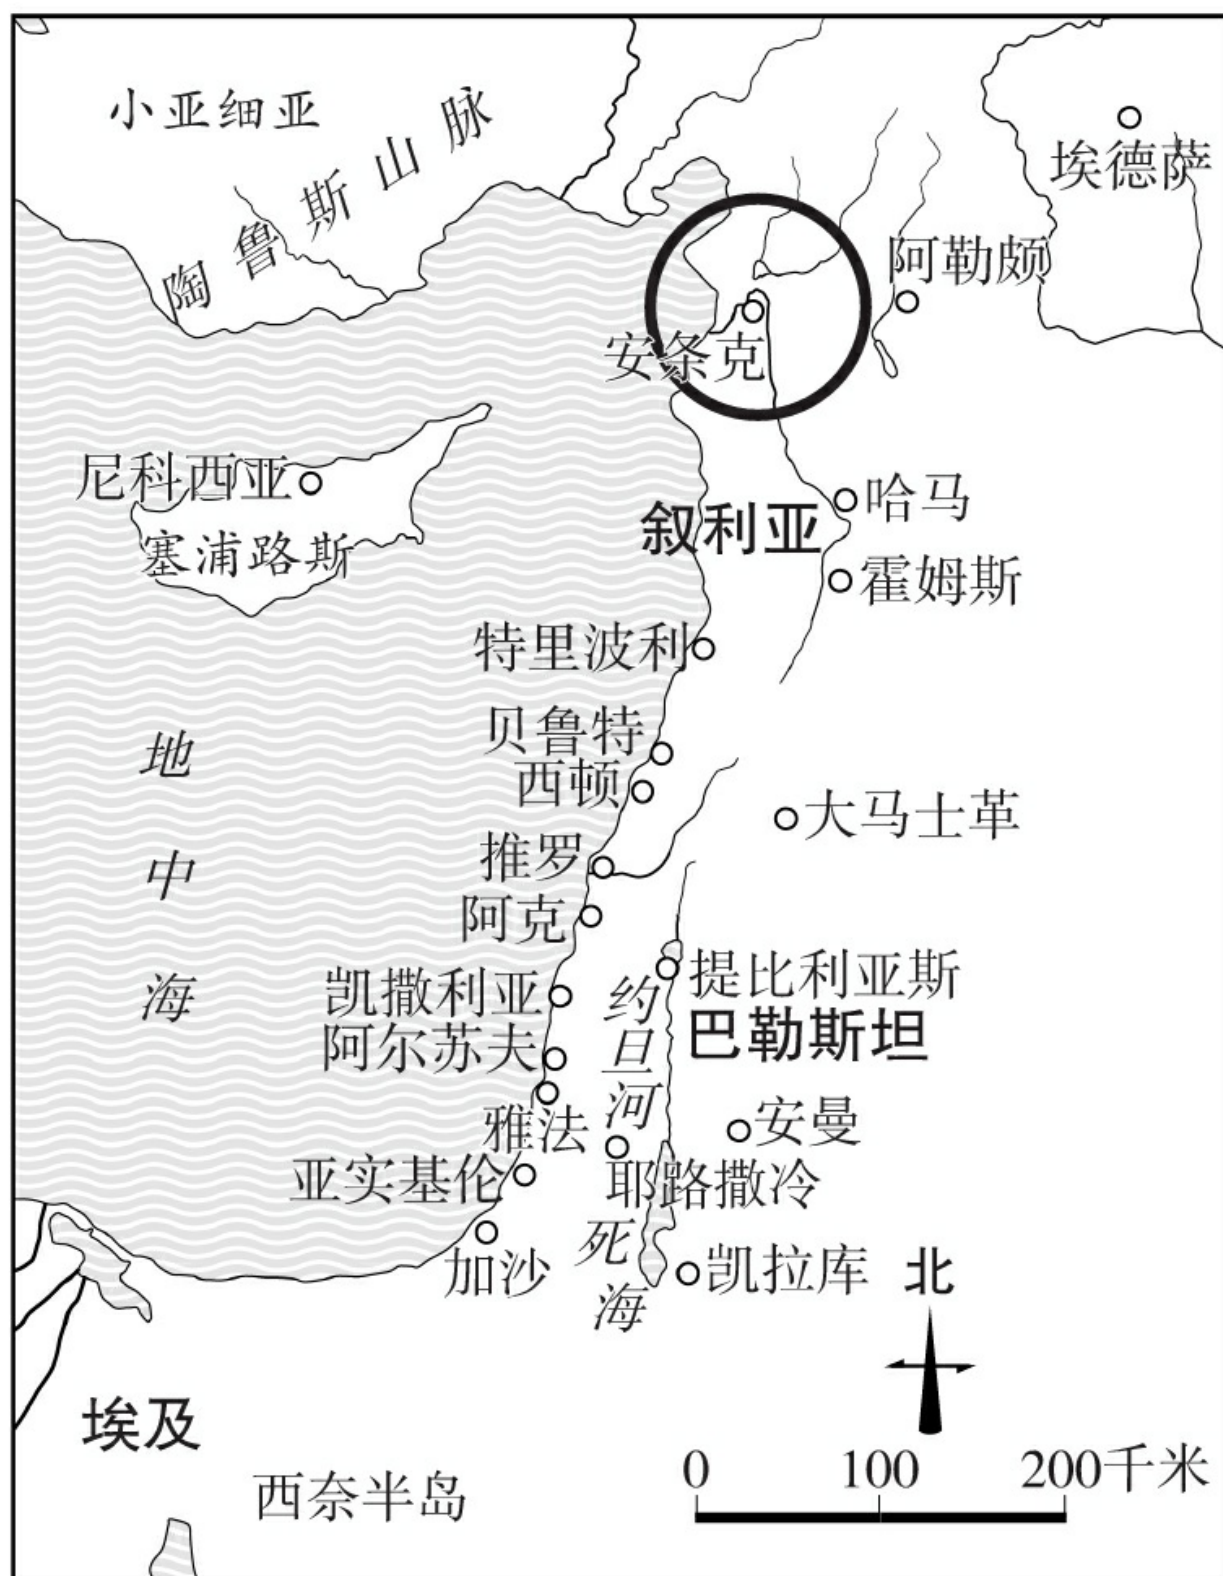 小亚细亚
陶鲁斯山脉
埃德萨
阿勒颇
安条克
尼科西亚
塞浦路斯
叙利亚
哈马
霍姆斯
特里波利
贝鲁特
西顿
大马士革
推罗
阿克
地中海
提比利亚斯
凯撒利亚
约旦河
巴勒斯坦
阿尔苏夫
雅法
安曼
亚实基伦
耶路撒冷
加沙
死海
凯拉库
北
埃及
西奈半岛
0 100 200千米